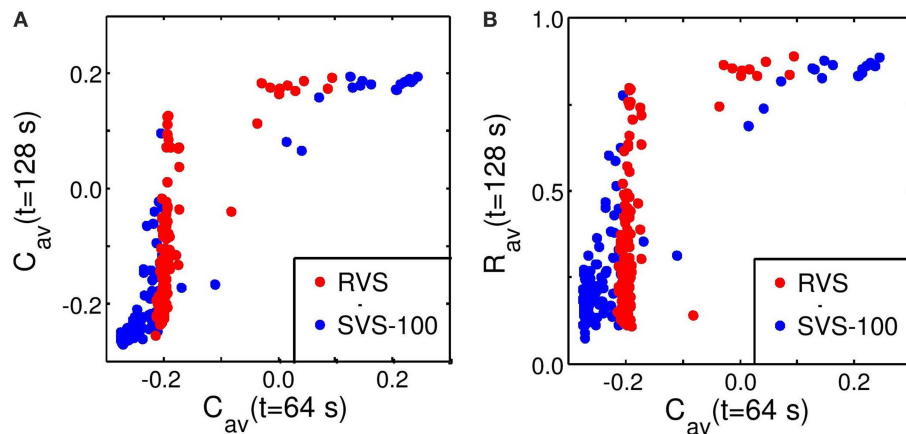 A
C_av(t=128 s)
0.2
0.0
-0.2
RVS
SVS-100
-0.2
0.0
0.2
C_av(t=64 s)
B
R_av(t=128 s)
1.0
0.5
0.0
RVS
SVS-100
-0.2
0.0
0.2
C_av(t=64 s)